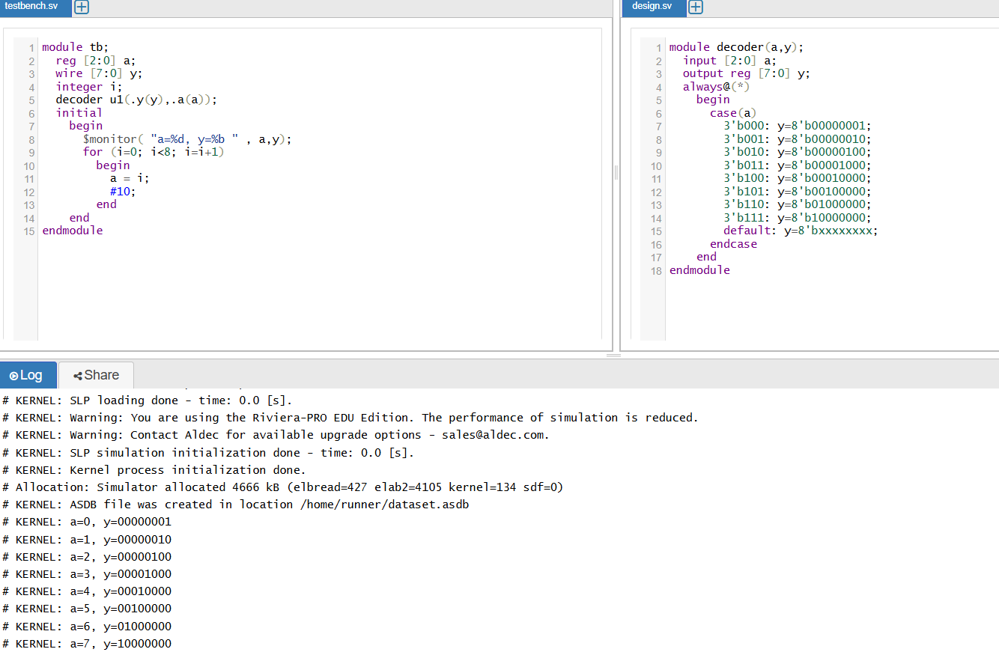 testbench.sv
1 module tb;
2 reg [2:0] a;
3 wire [7:0] y;
4 integer i;
5 decoder u1(.y(y),.a(a));
6 initial
7 begin
8 $monitor( "a=%d, y=%b " , a,y);
9 for (i=0; i<8; i=i+1)
10 begin
11 a = i;
12 #10;
13 end
14 end
15 endmodule
design.sv
1 module decoder(a,y);
2 input [2:0] a;
3 output reg [7:0] y;
4 always@(*)
5 begin
6 case(a)
7 3'b000: y=8'b00000001;
8 3'b001: y=8'b00000010;
9 3'b010: y=8'b00000100;
10 3'b011: y=8'b00001000;
11 3'b100: y=8'b00010000;
12 3'b101: y=8'b00100000;
13 3'b110: y=8'b01000000;
14 3'b111: y=8'b10000000;
15 default: y=8'bxxxxxxxx;
16 endcase
17 end
18 endmodule
Log Share
# KERNEL: SLP loading done - time: 0.0 [s].
# KERNEL: Warning: You are using the Riviera-PRO EDU Edition. The performance of simulation is reduced.
# KERNEL: Warning: Contact Aldec for available upgrade options - sales@aldec.com.
# KERNEL: SLP simulation initialization done - time: 0.0 [s].
# KERNEL: Kernel process initialization done.
# Allocation: Simulator allocated 4666 kB (elbread=427 elab2=4105 kernel=134 sdf=0)
# KERNEL: ASDB file was created in location /home/runner/dataset.asdb
# KERNEL: a=0, y=00000001
# KERNEL: a=1, y=00000010
# KERNEL: a=2, y=00000100
# KERNEL: a=3, y=00001000
# KERNEL: a=4, y=00010000
# KERNEL: a=5, y=00100000
# KERNEL: a=6, y=01000000
# KERNEL: a=7, y=10000000